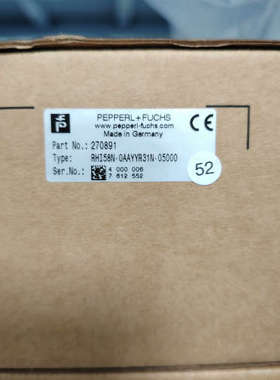 PEPPERL+FUCHS
www.pepperl-fuchs.com
Made in Germany
CE
Part No.: 270891
Type: RHI58N-0AAYYR31N-05000
Ser.No.: 4 000 006
7 612 552
52